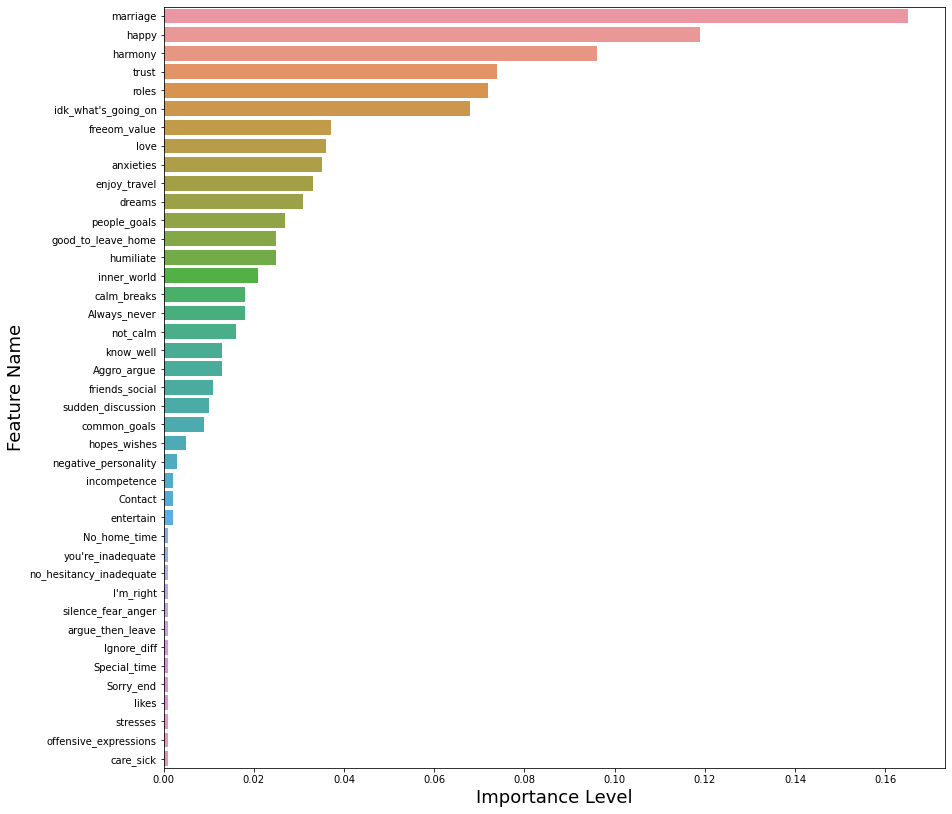 marriage
happy
harmony
trust
roles
idk_what's_going_on
freeom_value
love
anxieties
enjoy_travel
dreams
people_goals
good_to_leave_home
humiliate
inner_world
calm_breaks
Always_never
not_calm
know_well
Aggro_argue
friends_social
sudden_discussion
common_goals
hopes_wishes
negative_personality
incompetence
Contact
entertain
No_home_time
you're_inadequate
no_hesitancy_inadequate
I'm_right
silence_fear_anger
argue_then_leave
Ignore_diff
Special_time
Sorry_end
likes
stresses
offensive_expressions
care_sick
Feature Name
0.00 0.02 0.04 0.06 0.08 0.10 0.12 0.14 0.16
Importance Level